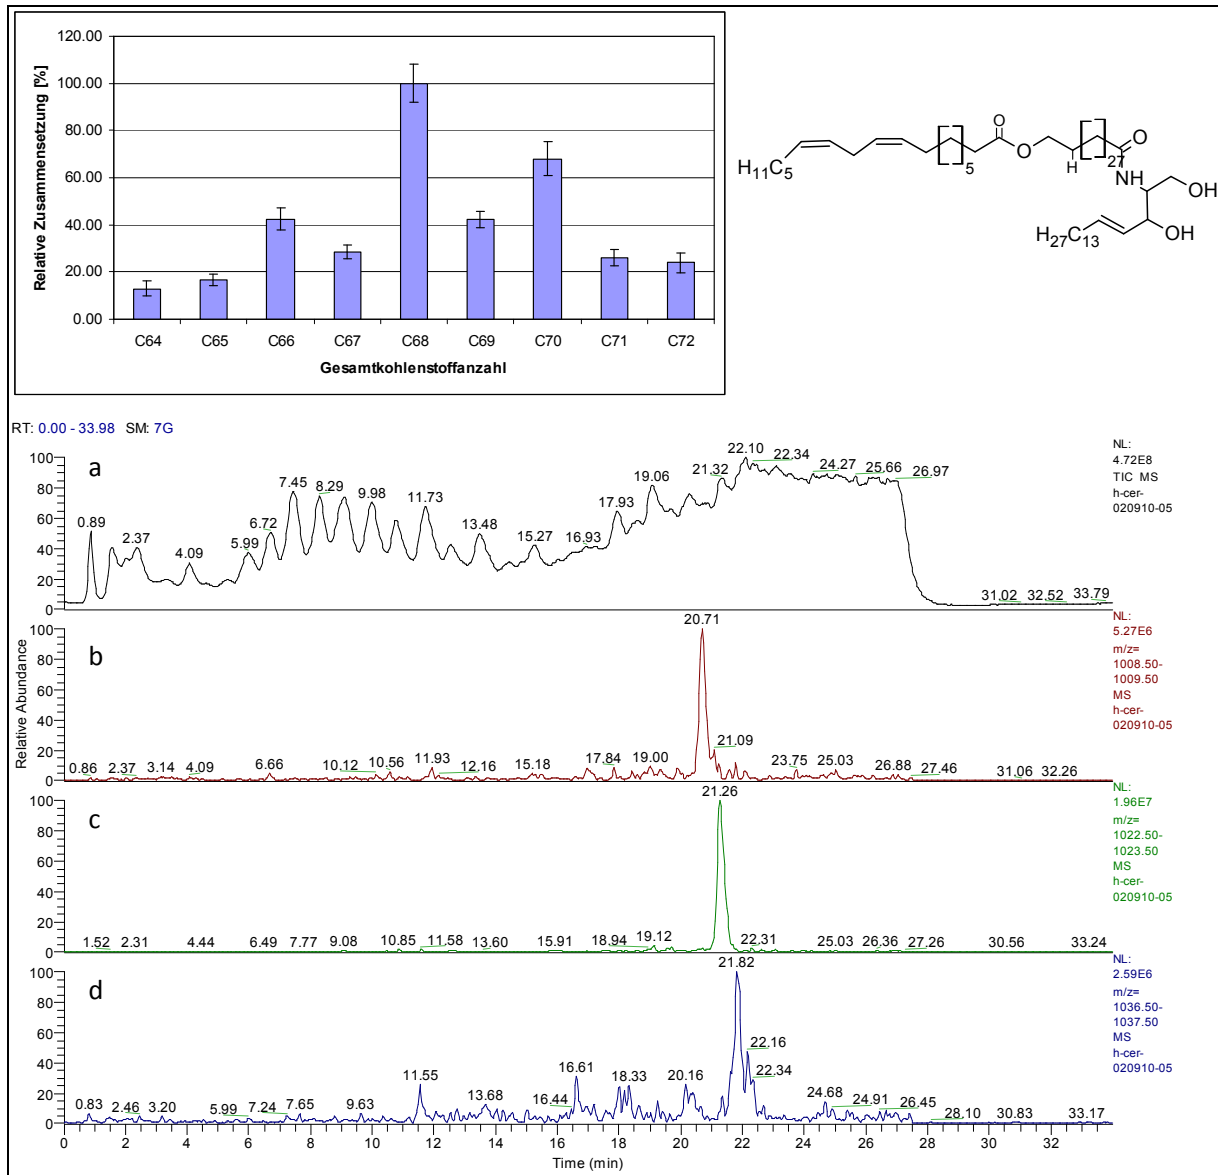 120.00
100.00
80.00
60.00
40.00
20.00
0.00
Relative Zusammensetzung [%]
C64 C65 C66 C67 C68 C69 C70 C71 C72
Gesamtkohlenstoffanzahl
H11C5
5
O
O
H
27
O
NH
OH
H27C13
OH
RT: 0.00 - 33.98 SM: 7G
Relative Abundance
a
100
80
60
40
20
0
0.89 2.37 4.09 5.99 6.72 7.45 8.29 9.98 11.73 13.48 15.27 16.93 17.93 19.06 21.32 22.10 22.34 24.27 25.66 26.97 31.02 32.52 33.79
NL:
4.72E8
TIC MS
h-cer-
020910-05
b
100
80
60
40
20
0
0.86 2.37 3.14 4.09 6.66 10.12 10.56 11.93 12.16 15.18 17.84 19.00 20.71 21.09 23.75 25.03 26.88 27.46 31.06 32.26
NL:
5.27E6
m/z=
1008.50-
1009.50
MS
h-cer-
020910-05
c
100
80
60
40
20
0
1.52 2.31 4.44 6.49 7.77 9.08 10.85 11.58 13.60 15.91 18.94 19.12 21.26 22.31 25.03 26.36 27.26 30.56 33.24
NL:
1.96E7
m/z=
1022.50-
1023.50
MS
h-cer-
020910-05
d
100
80
60
40
20
0
0.83 2.46 3.20 5.99 7.24 7.65 9.63 11.55 13.68 16.44 16.61 18.33 20.16 21.82 22.16 22.34 24.68 24.91 26.45 28.10 30.83 33.17
NL:
2.59E6
m/z=
1036.50-
1037.50
MS
h-cer-
020910-05
0 2 4 6 8 10 12 14 16 18 20 22 24 26 28 30 32
Time (min)